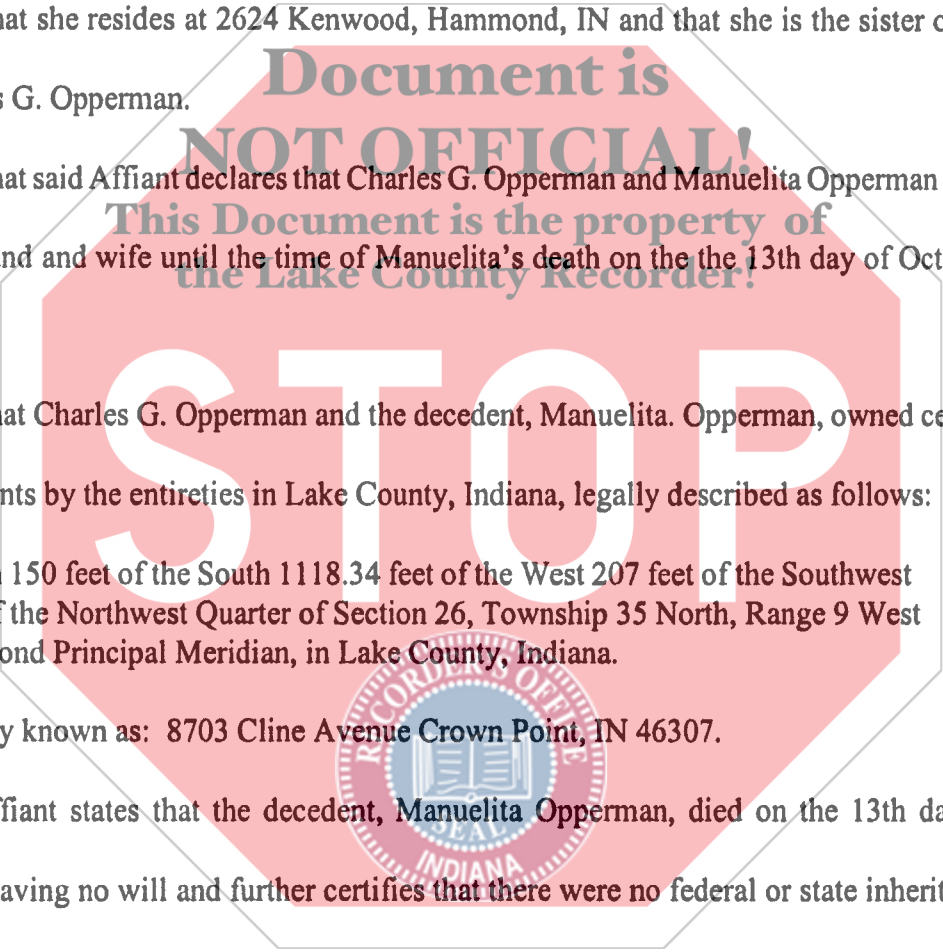 hat she resides at 2624 Kenwood, Hammond, IN and that she is the sister o
Document is
s G. Opperman.
NOT OFFICIAL!
hat said Affiant declares that Charles G. Opperman and Manuelita Opperman
This Document is the property of
nd and wife until the time of Manuelita's death on the the 13th day of Oct
the Lake County Recorder!
STOP
hat Charles G. Opperman and the decedent, Manuelita. Opperman, owned ce
nts by the entireties in Lake County, Indiana, legally described as follows:
150 feet of the South 1118.34 feet of the West 207 feet of the Southwest
f the Northwest Quarter of Section 26, Township 35 North, Range 9 West
ond Principal Meridian, in Lake County, Indiana.
RECORDER'S OFFICE
y known as: 8703 Cline Avenue Crown Point, IN 46307.
ffiant states that the decedent, Manuelita Opperman, died on the 13th da
SEAL
INDIANA
aving no will and further certifies that there were no federal or state inherit